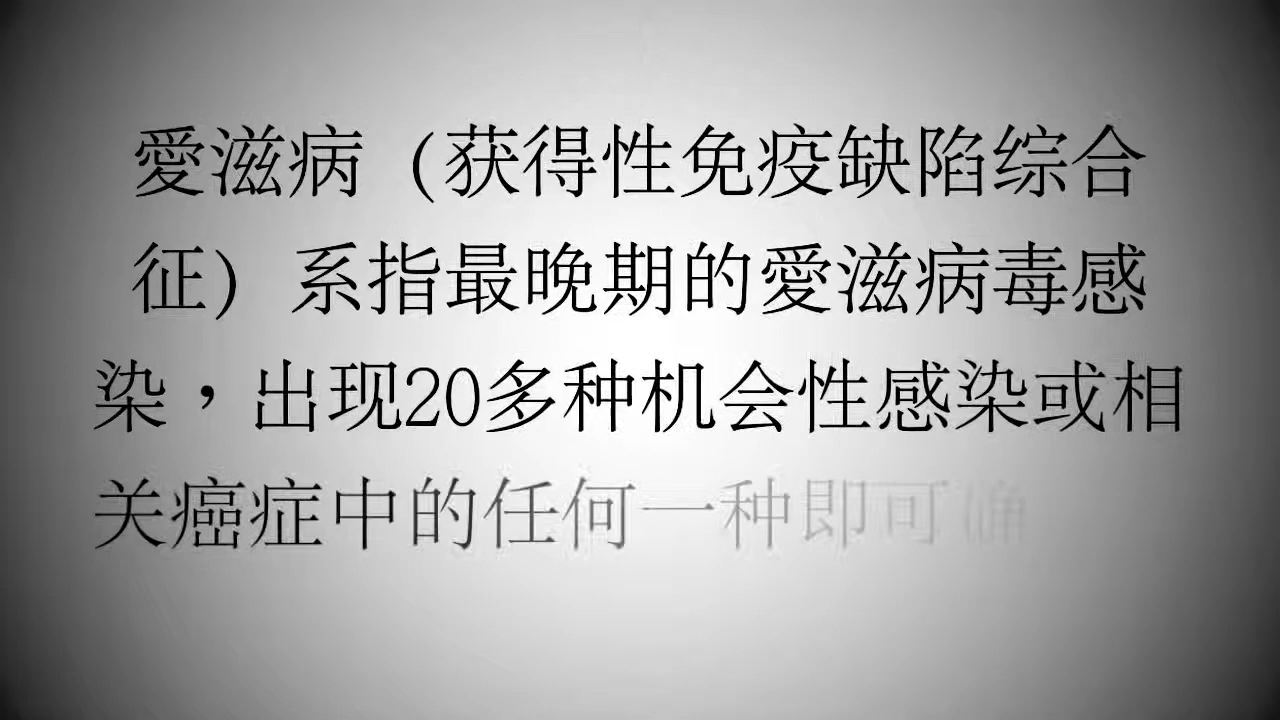 愛滋病 (获得性免疫缺陷综合
征) 系指最晚期的愛滋病毒感
染，出现20多种机会性感染或相
关癌症中的任何一种即可